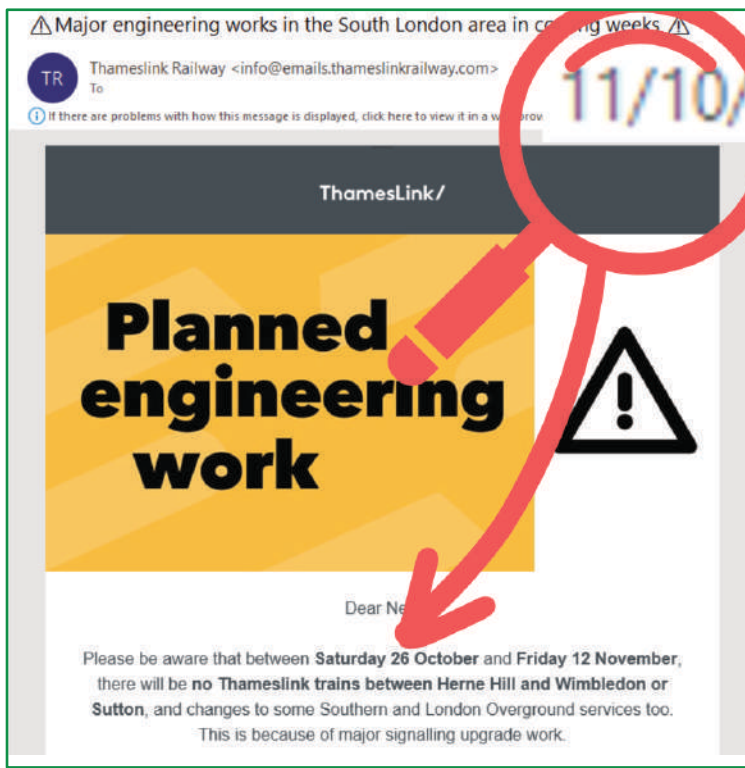 ⚠Major engineering works in the South London area in coming weeks ⚠
TR
Thameslink Railway <info@emails.thameslinkrailway.com>
To
11/10/
If there are problems with how this message is displayed, click here to view it in a web
ThamesLink/
Planned
engineering
work
Dear
Please be aware that between Saturday 26 October and Friday 12 November,
there will be no Thameslink trains between Herne Hill and Wimbledon or
Sutton, and changes to some Southern and London Overground services too.
This is because of major signalling upgrade work.